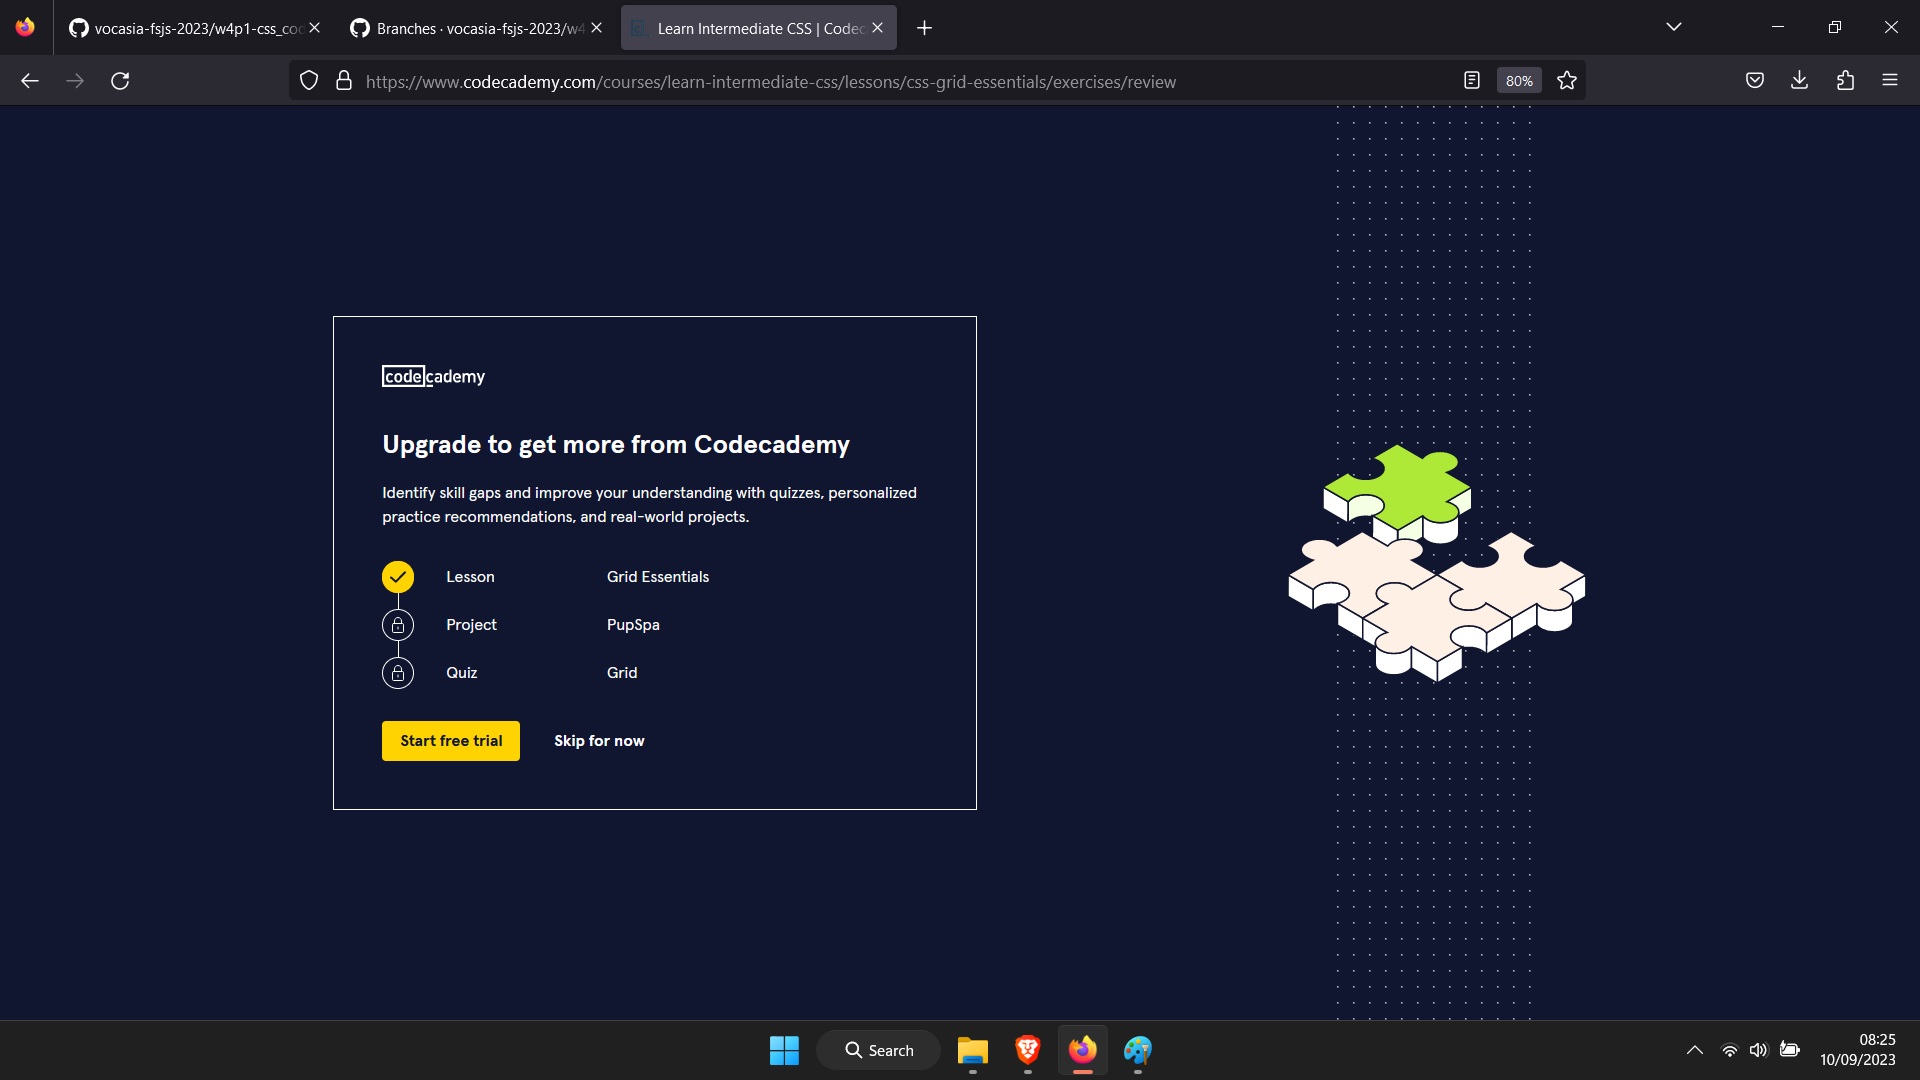 vocasia-fsjs-2023/w4p1-css_coc
Branches · vocasia-fsjs-2023/w4
Learn Intermediate CSS | Codec
https://www.codecademy.com/courses/learn-intermediate-css/lessons/css-grid-essentials/exercises/review
80%
codecademy
Upgrade to get more from Codecademy
Identify skill gaps and improve your understanding with quizzes, personalized
practice recommendations, and real-world projects.
Lesson Grid Essentials
Project PupSpa
Quiz Grid
Start free trial Skip for now
Search
08:25
10/09/2023